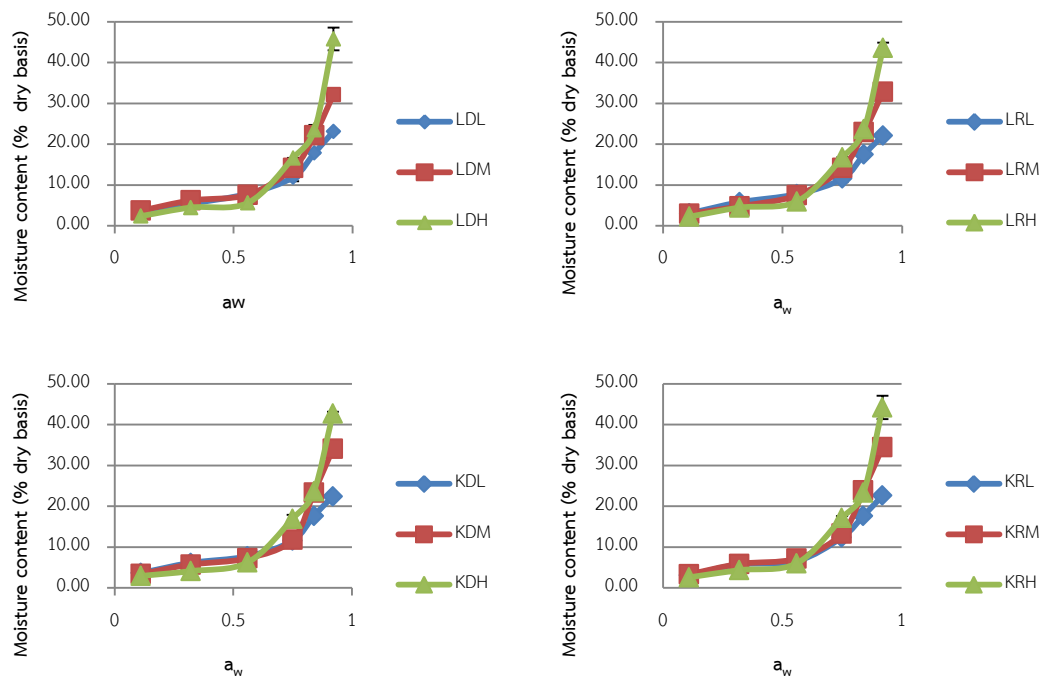 Moisture content (% dry basis)
50.00
40.00
30.00
20.00
10.00
0.00
0
0.5
1
aw
LDL
LDM
LDH
Moisture content (% dry basis)
50.00
40.00
30.00
20.00
10.00
0.00
0
0.5
1
a_w
LRL
LRM
LRH
Moisture content (% dry basis)
50.00
40.00
30.00
20.00
10.00
0.00
0
0.5
1
a_w
KDL
KDM
KDH
Moisture content (% dry basis)
50.00
40.00
30.00
20.00
10.00
0.00
0
0.5
1
a_w
KRL
KRM
KRH